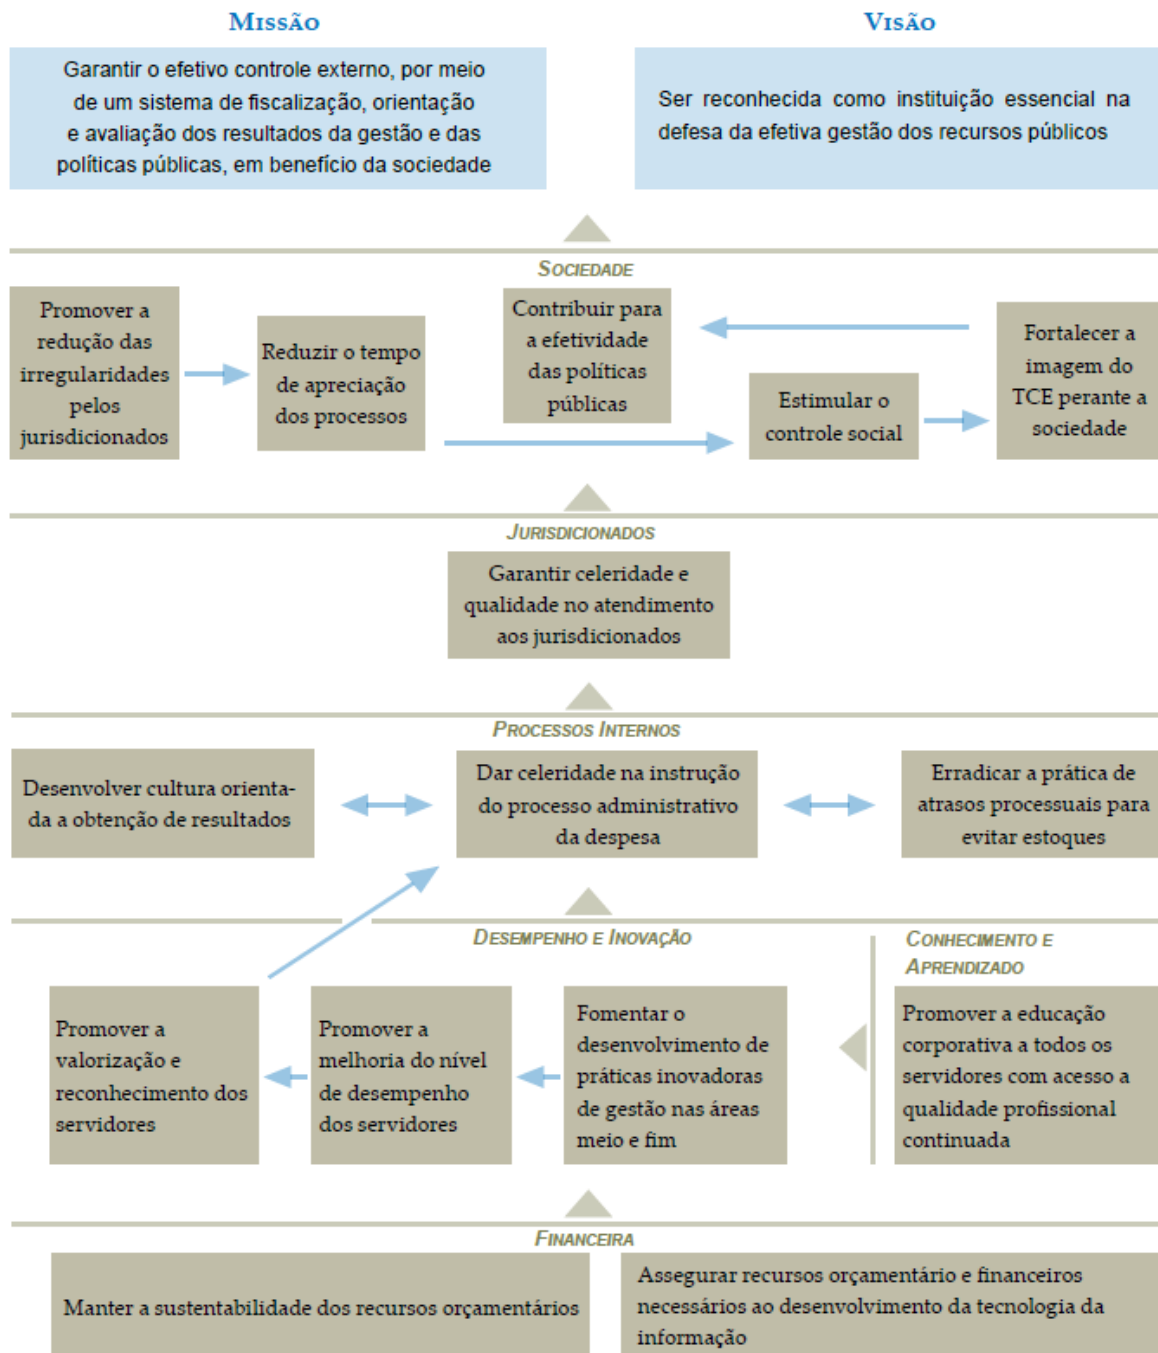 MISSÃO
Garantir o efetivo controle externo, por meio
de um sistema de fiscalização, orientação
e avaliação dos resultados da gestão e das
políticas públicas, em benefício da sociedade
VISÃO
Ser reconhecida como instituição essencial na
defesa da efetiva gestão dos recursos públicos
SOCIEDADE
Promover a
redução das
irregularidades
pelos
jurisdicionados
Reduzir o tempo
de apreciação
dos processos
Contribuir para
a efetividade
das políticas
públicas
Estimular o
controle social
Fortalecer a
imagem do
TCE perante a
sociedade
JURISDICIONADOS
Garantir celeridade e
qualidade no atendimento
aos jurisdicionados
PROCESSOS INTERNOS
Desenvolver cultura orienta-
da a obtenção de resultados
Dar celeridade na instrução
do processo administrativo
da despesa
Erradicar a prática de
atrasos processuais para
evitar estoques
DESEMPENHO E INOVAÇÃO
Promover a
valorização e
reconhecimento dos
servidores
Promover a
melhoria do nível
de desempenho
dos servidores
Fomentar o
desenvolvimento de
práticas inovadoras
de gestão nas áreas
meio e fim
CONHECIMENTO E
APRENDIZADO
Promover a educação
corporativa a todos os
servidores com acesso a
qualidade profissional
continuada
FINANCEIRA
Manter a sustentabilidade dos recursos orçamentários
Assegurar recursos orçamentário e financeiros
necessários ao desenvolvimento da tecnologia da
informação